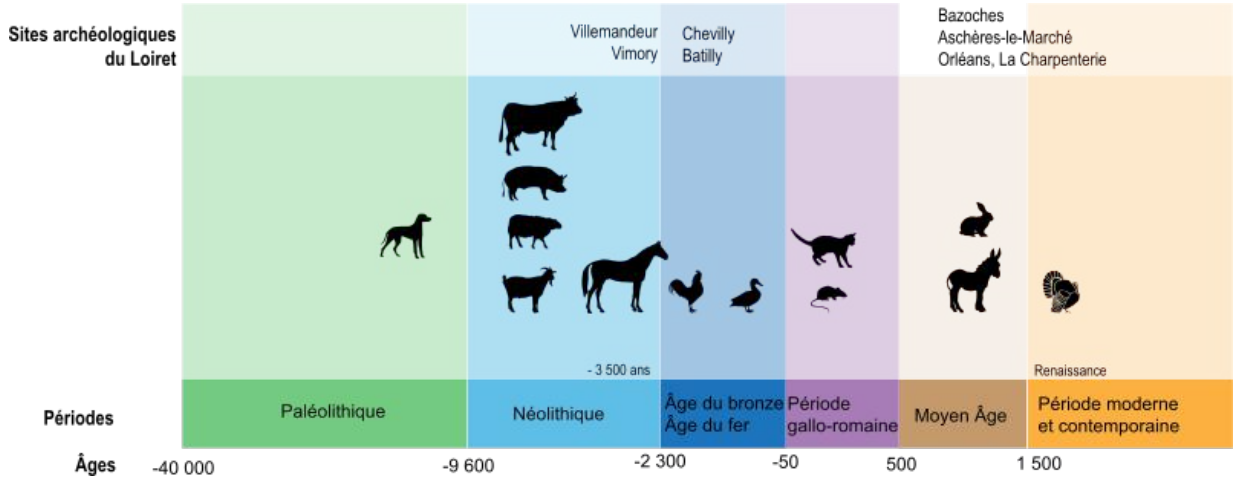 Sites archéologiques
du Loiret
Villemandeur
Vimory
Chevilly
Batilly
Bazoches
Aschères-le-Marché
Orléans, La Charpenterie
- 3 500 ans
Renaissance
Périodes
Paléolithique
Néolithique
Âge du bronze
Âge du fer
Période
gallo-romaine
Moyen Âge
Période moderne
et contemporaine
Âges
-40 000
-9 600
-2 300
-50
500
1 500